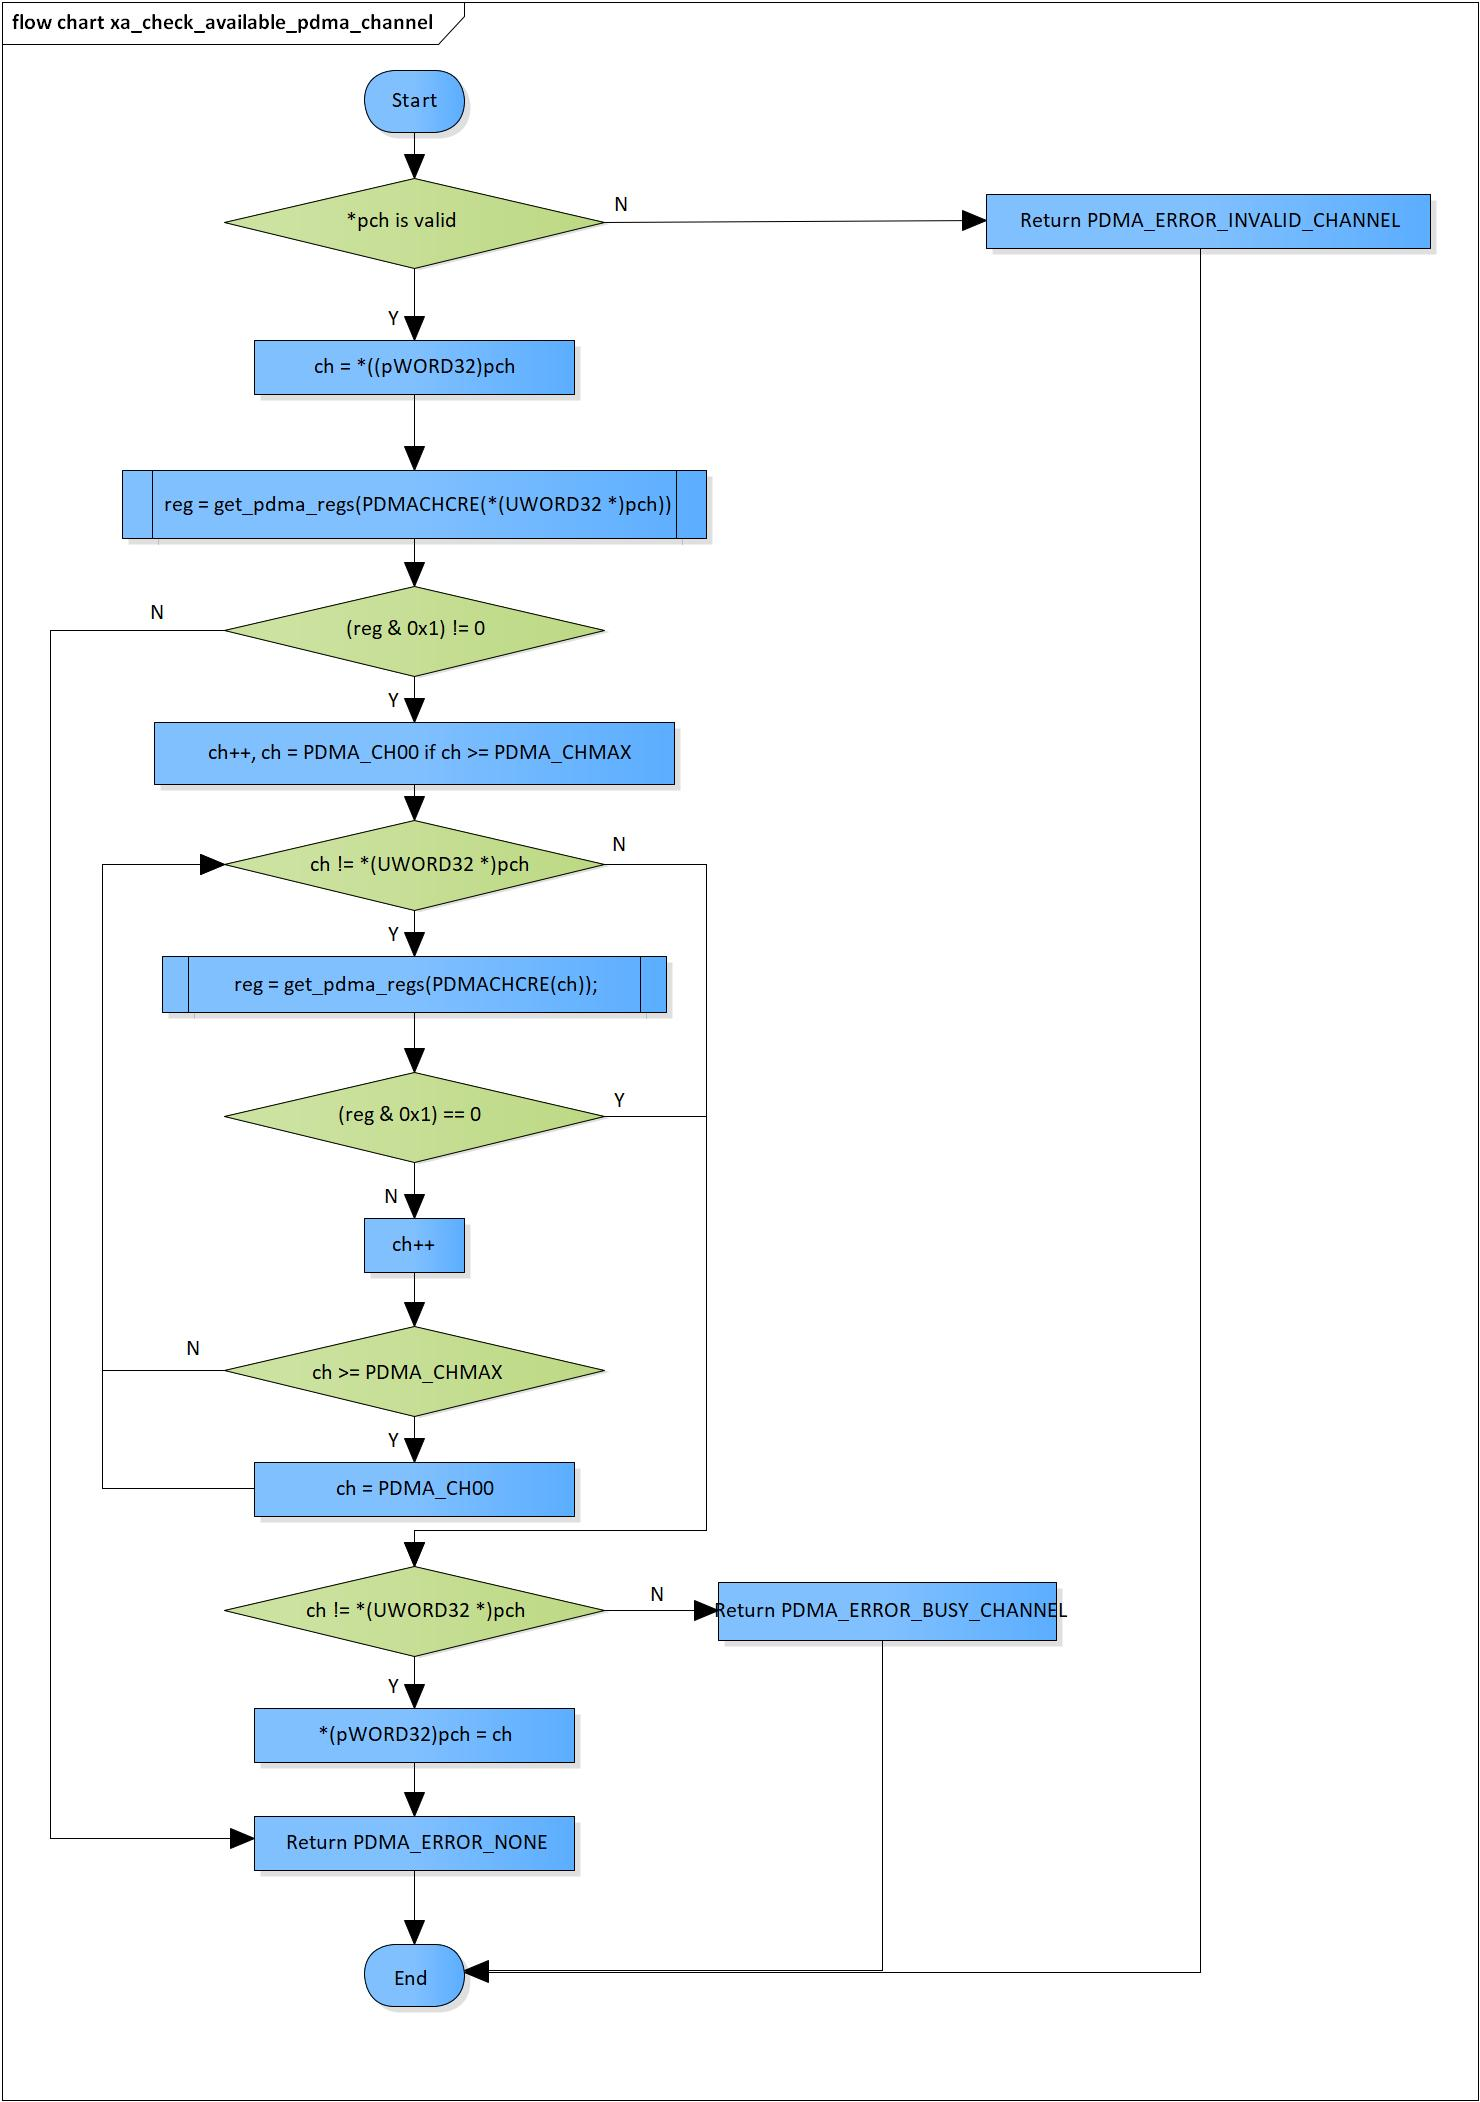 flow chart xa_check_available_pdma_channel
Start
*pch is valid
N
Return PDMA_ERROR_INVALID_CHANNEL
Y
ch = *((pWORD32)pch
reg = get_pdma_regs(PDMACHCRE(*(UWORD32 *)pch))
N
(reg & 0x1) != 0
Y
ch++, ch = PDMA_CH00 if ch >= PDMA_CHMAX
N
ch != *(UWORD32 *)pch
Y
reg = get_pdma_regs(PDMACHCRE(ch));
(reg & 0x1) == 0
Y
N
ch++
N
ch >= PDMA_CHMAX
Y
ch = PDMA_CH00
ch != *(UWORD32 *)pch
N
Return PDMA_ERROR_BUSY_CHANNEL
Y
*(pWORD32)pch = ch
Return PDMA_ERROR_NONE
End